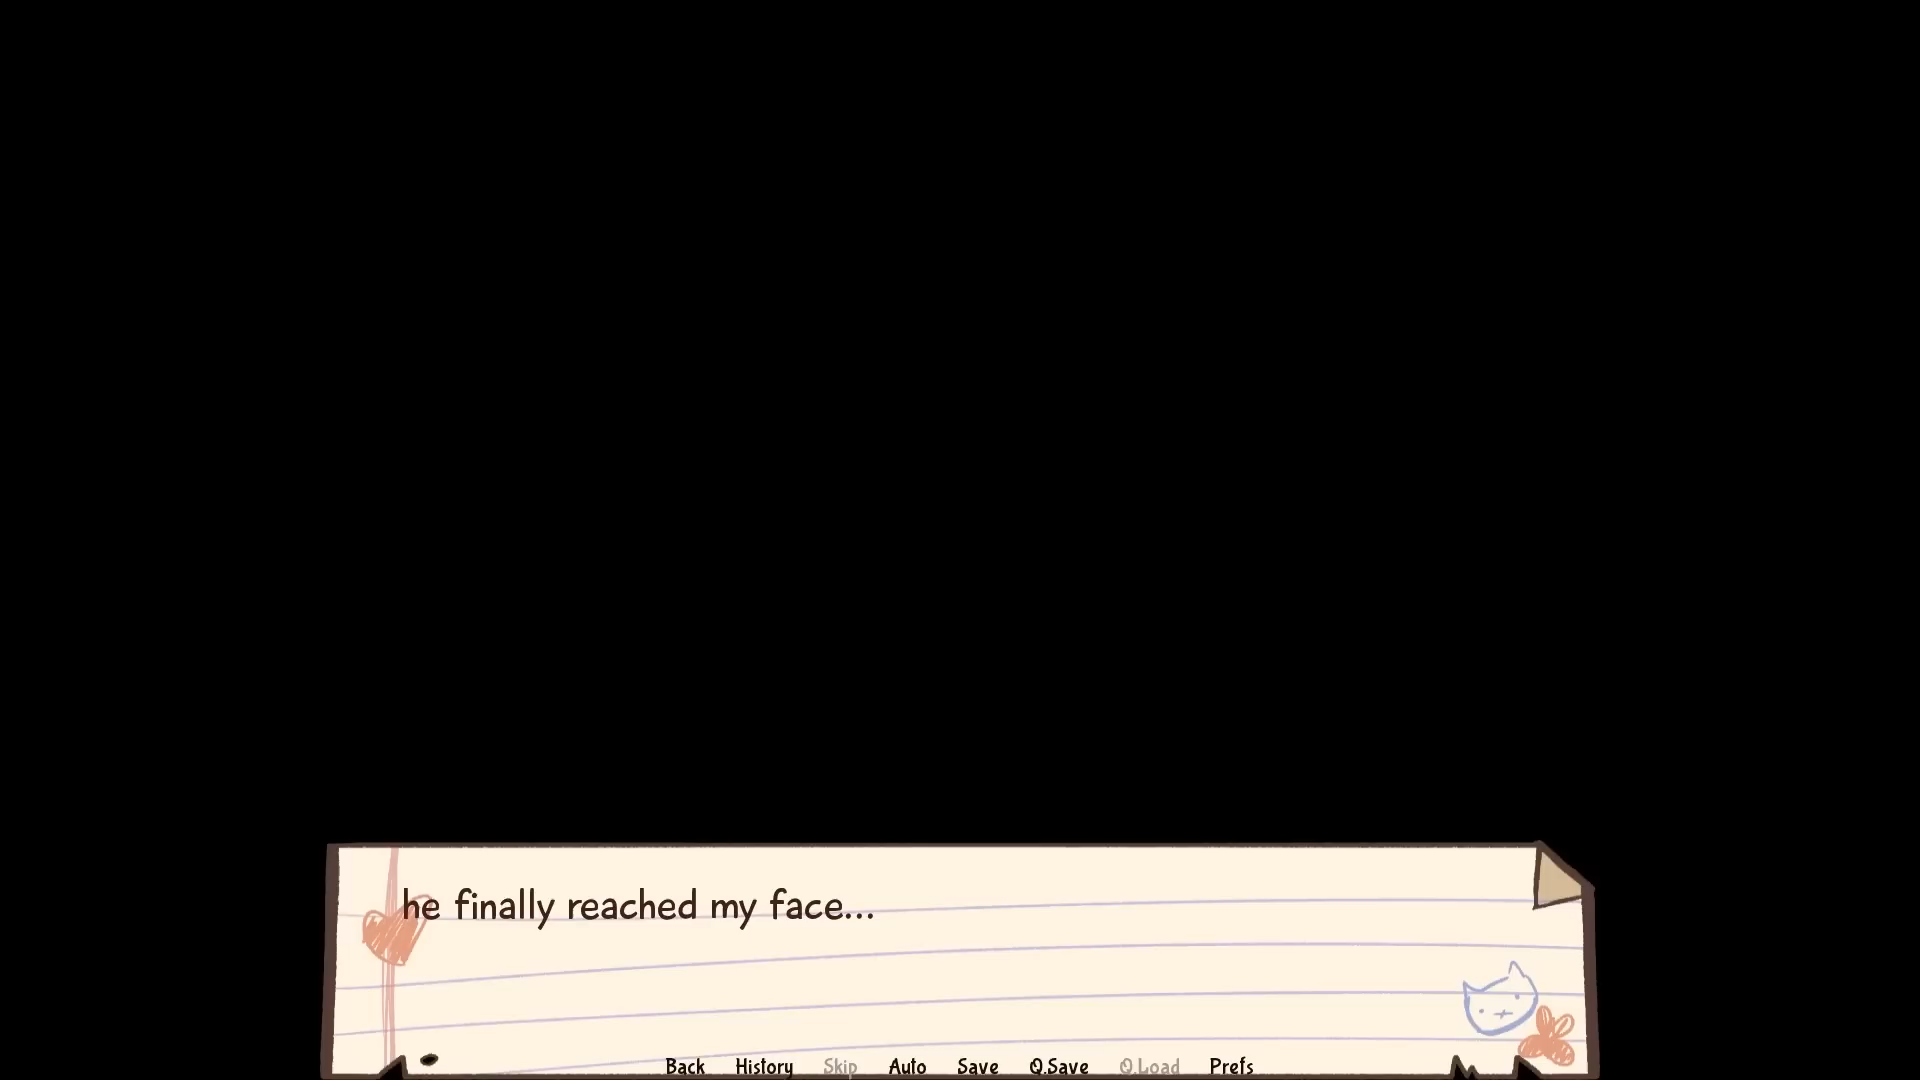 he finally reached my face...
Back History Skip Auto Save Q.Save Q.Load Prefs